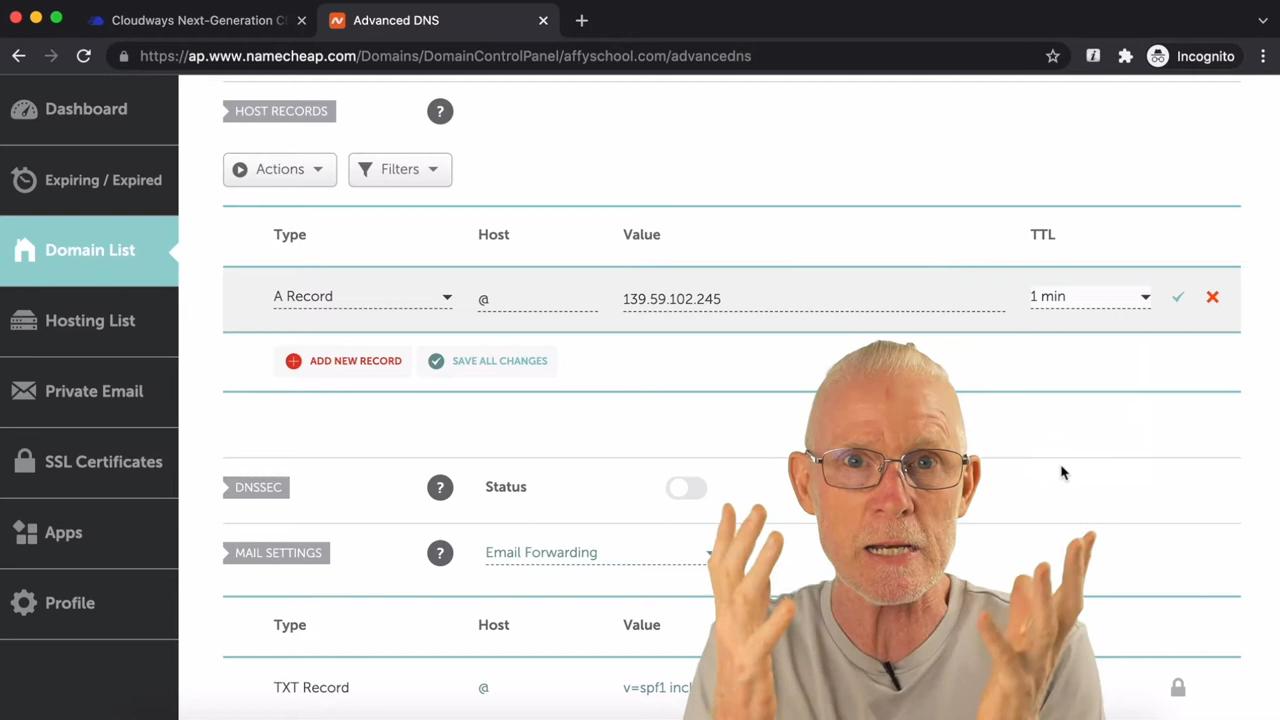 Cloudways Next-Generation C
Advanced DNS
https://ap.www.namecheap.com/Domains/DomainControlPanel/affyschool.com/advancedns
Incognito
Dashboard
Expiring / Expired
Domain List
Hosting List
Private Email
SSL Certificates
Apps
Profile
HOST RECORDS ?
Actions Filters
Type Host Value TTL
A Record @ 139.59.102.245 1 min
ADD NEW RECORD SAVE ALL CHANGES
DNSSEC ? Status
MAIL SETTINGS ? Email Forwarding
Type Host Value
TXT Record @ v=spf1 incl